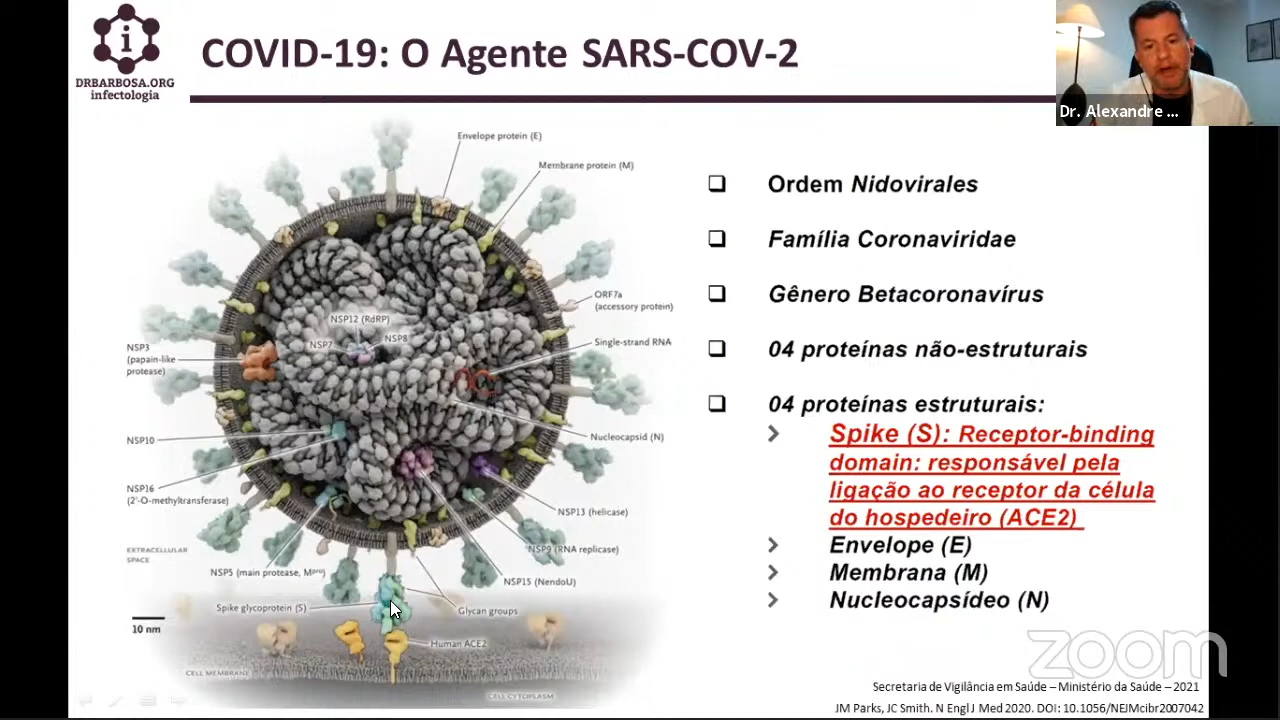 DRBARBOSA.ORG
infectologia
COVID-19: O Agente SARS-COV-2
Dr. Alexandre ...
Envelope protein (E)
Membrane protein (M)
ORF7a
(accessory protein)
NSP12 (RdRP)
NSP7
NSP8
Single-strand RNA
NSP3
(papain-like
protease)
NSP10
Nucleocapsid (N)
NSP16
(2'-O-methyltransferase)
NSP13 (helicase)
EXTRACELLULAR
SPACE
NSP9 (RNA replicase)
NSP5 (main protease, Mpro)
NSP15 (NendoU)
Spike glycoprotein (S)
Glycan groups
10 nm
Human ACE2
CELL MEMBRANE
CELL CYTOPLASM
Ordem Nidovirales
Família Coronaviridae
Gênero Betacoronavírus
04 proteínas não-estruturais
04 proteínas estruturais:
Spike (S): Receptor-binding
domain: responsável pela
ligação ao receptor da célula
do hospedeiro (ACE2)
Envelope (E)
Membrana (M)
Nucleocapsídeo (N)
zoom
Secretaria de Vigilância em Saúde – Ministério da Saúde – 2021
JM Parks, JC Smith. N Engl J Med 2020. DOI: 10.1056/NEJMcibr2007042